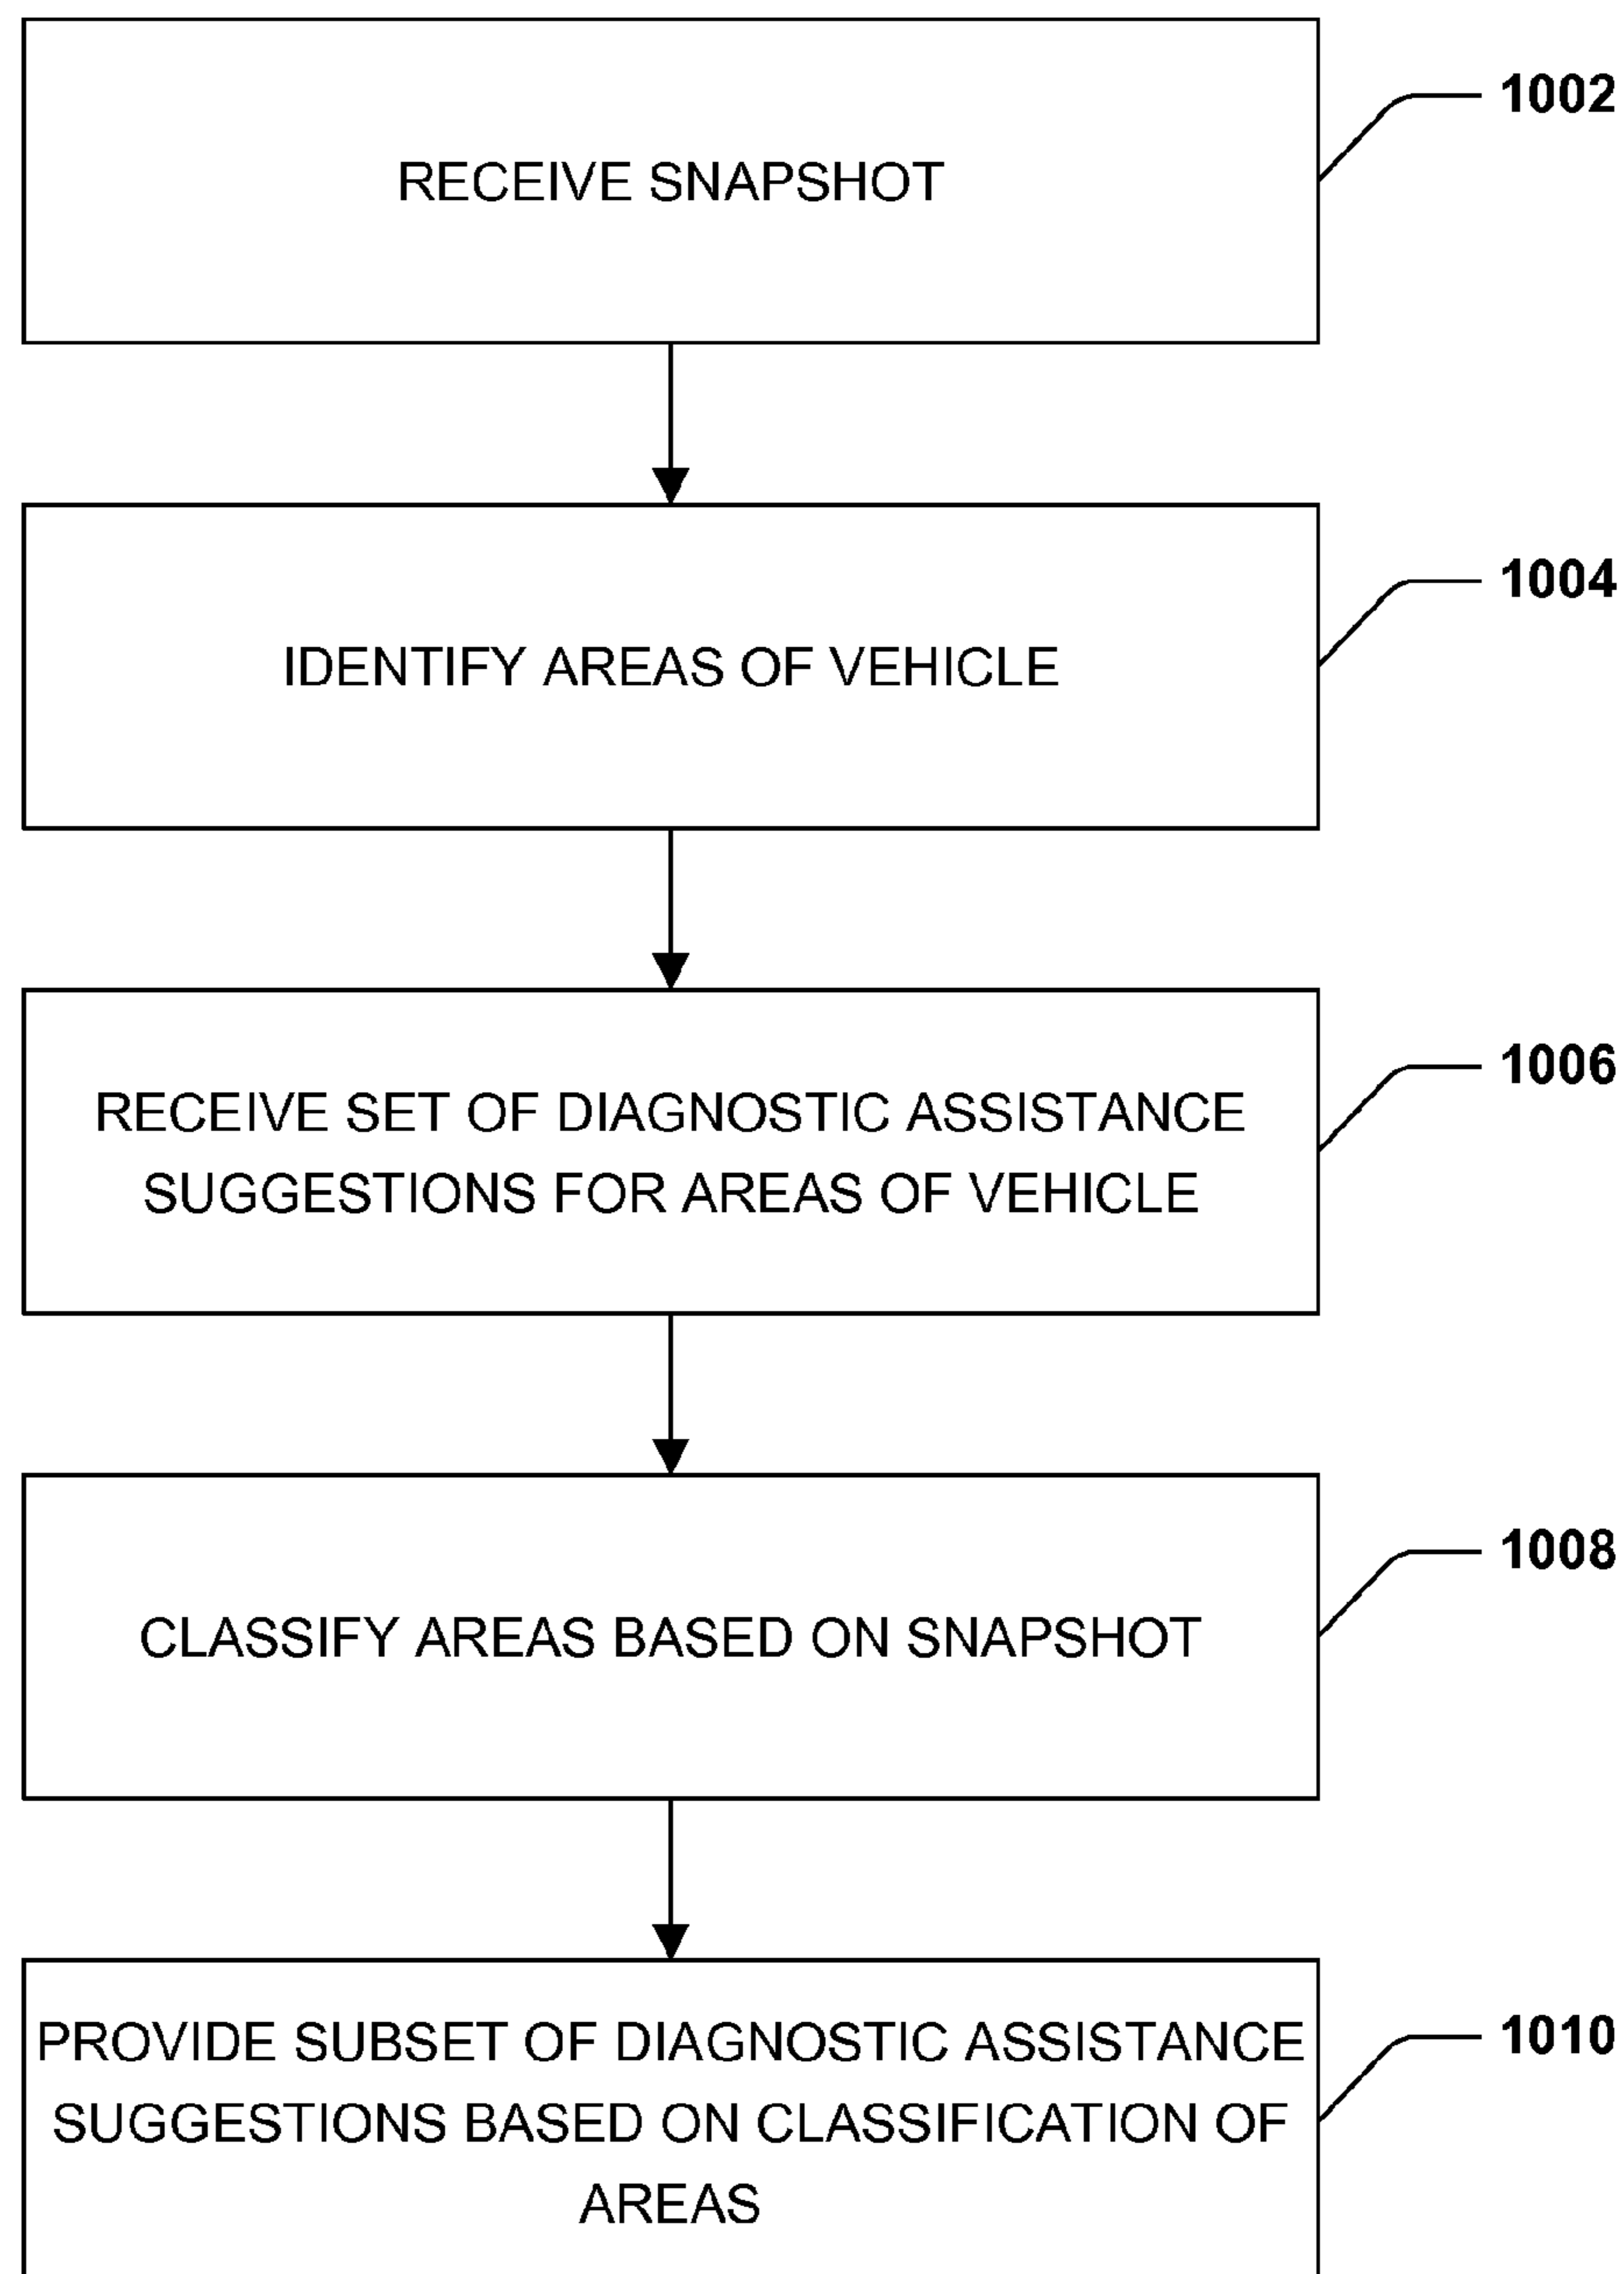 RECEIVE SNAPSHOT
1002
IDENTIFY AREAS OF VEHICLE
1004
RECEIVE SET OF DIAGNOSTIC ASSISTANCE
SUGGESTIONS FOR AREAS OF VEHICLE
1006
CLASSIFY AREAS BASED ON SNAPSHOT
1008
PROVIDE SUBSET OF DIAGNOSTIC ASSISTANCE
SUGGESTIONS BASED ON CLASSIFICATION OF
AREAS
1010